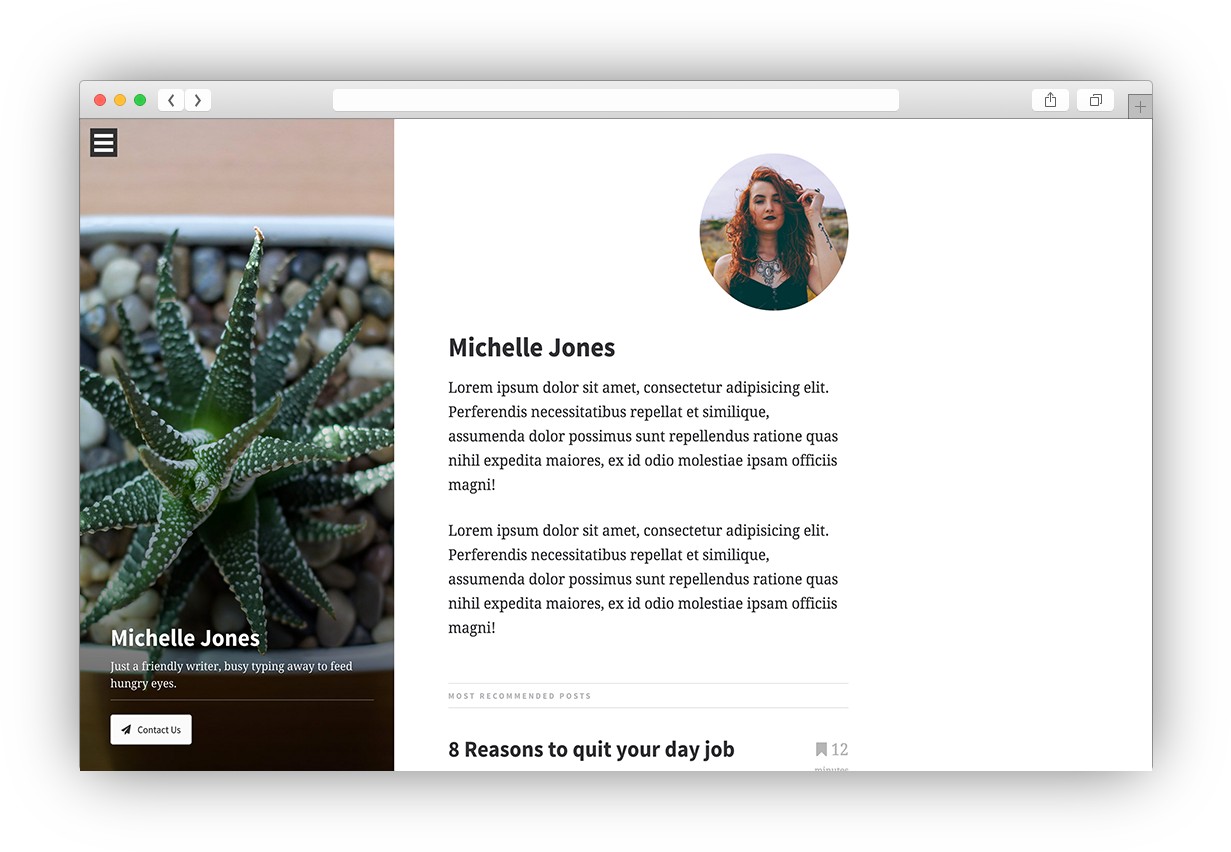 Michelle Jones
Just a friendly writer, busy typing away to feed
hungry eyes.
Contact Us
Michelle Jones
Lorem ipsum dolor sit amet, consectetur adipisicing elit.
Perferendis necessitatibus repellat et similique,
assumenda dolor possimus sunt repellendus ratione quas
nihil expedita maiores, ex id odio molestiae ipsam officiis
magni!
Lorem ipsum dolor sit amet, consectetur adipisicing elit.
Perferendis necessitatibus repellat et similique,
assumenda dolor possimus sunt repellendus ratione quas
nihil expedita maiores, ex id odio molestiae ipsam officiis
magni!
MOST RECOMMENDED POSTS
8 Reasons to quit your day job
12
minutes